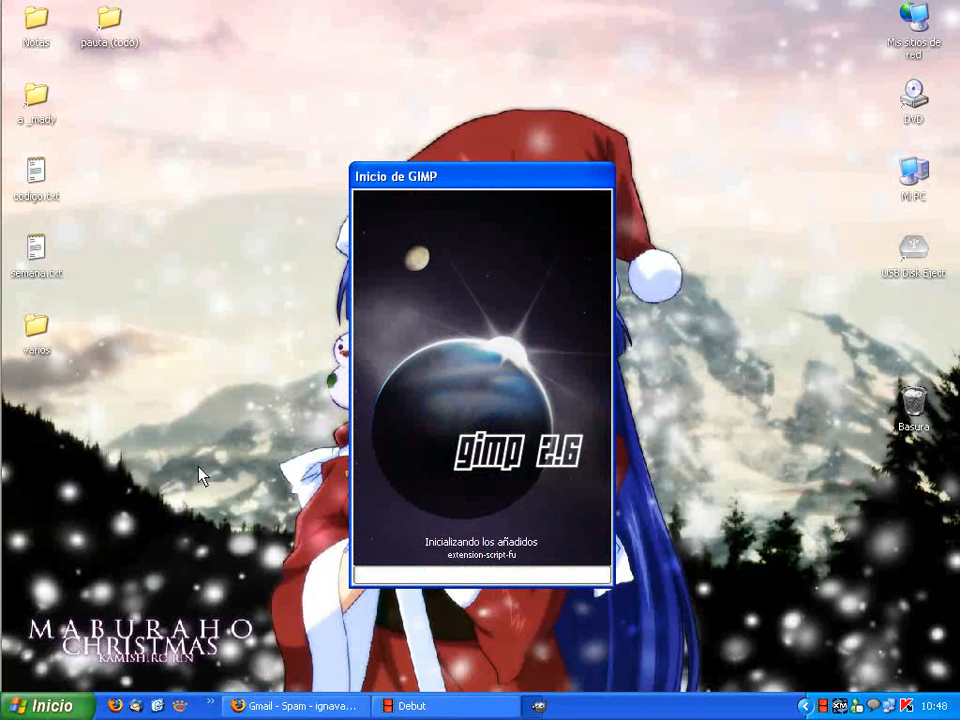 Notas
pauta (todo)
a _mady
codigo.txt
semana.txt
varios
Mis sitios de
red
DVD
Mi PC
USB Disk Eject
Basura
Inicio de GIMP
gimp 2.6
Inicializando los añadidos
extension-script-fu
MABURAHO
CHRISTMAS
KAMISHIRO RIN
Inicio
Gmail - Spam - ignava...
Debut
10:48